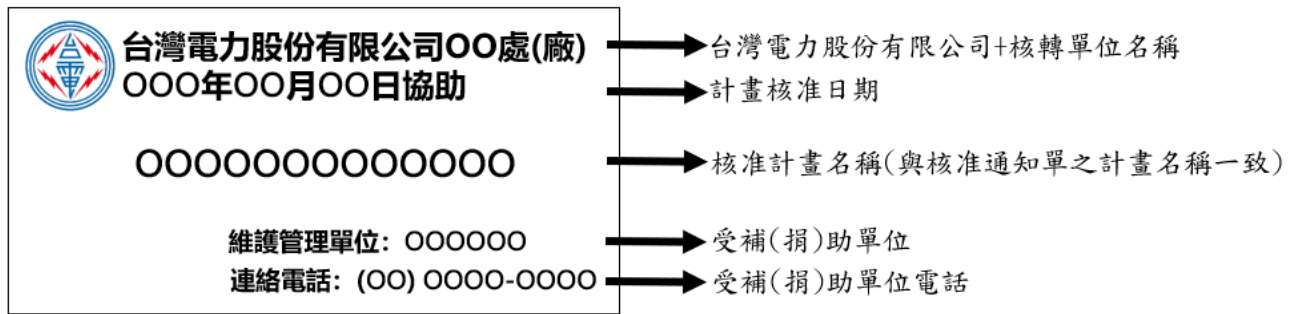 台電
台灣電力股份有限公司OO處(廠)
台灣電力股份有限公司+核轉單位名稱
OOO年OO月OO日協助
計畫核准日期
OOOOOOOOOOOOOO
核准計畫名稱(與核准通知單之計畫名稱一致)
維護管理單位：OOOOOO
受補(捐)助單位
連絡電話：(OO) OOOO-OOOO
受補(捐)助單位電話